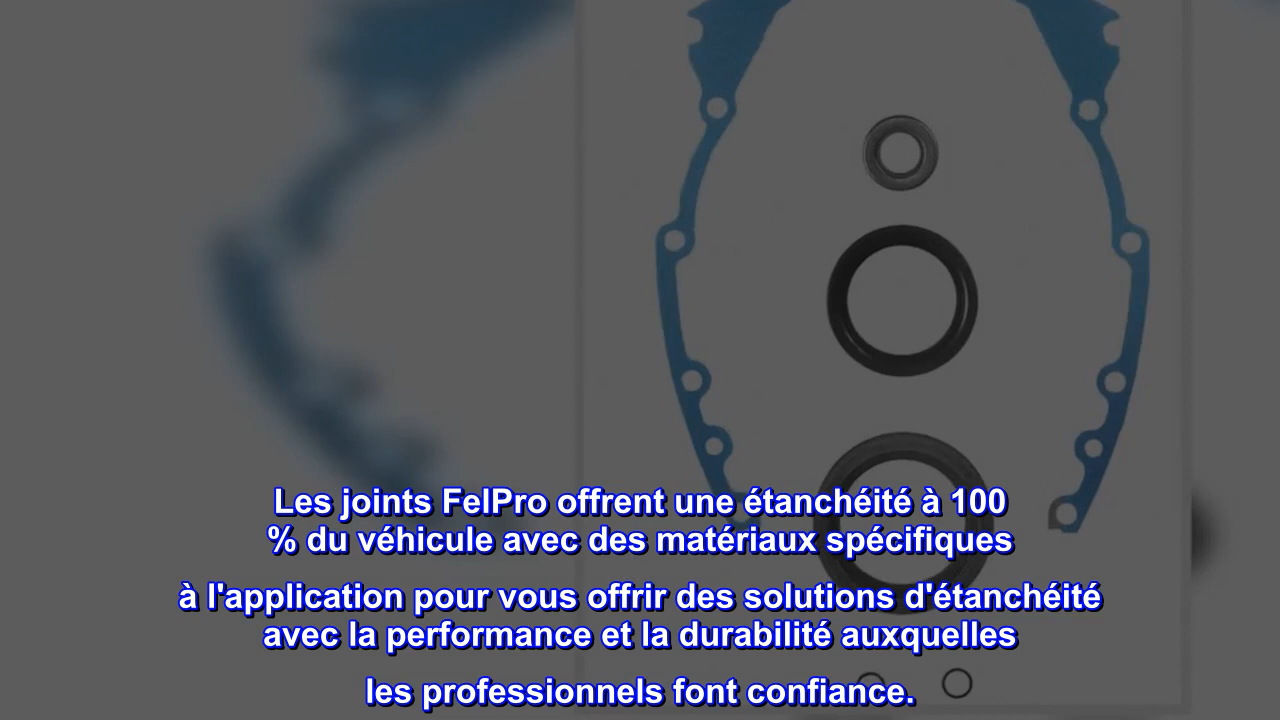 Les joints FelPro offrent une étanchéité à 100
% du véhicule avec des matériaux spécifiques
à l'application pour vous offrir des solutions d'étanchéité
avec la performance et la durabilité auxquelles
les professionnels font confiance.